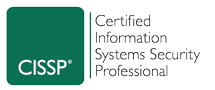 CISSP®
Certified
Information
Systems Security
Professional